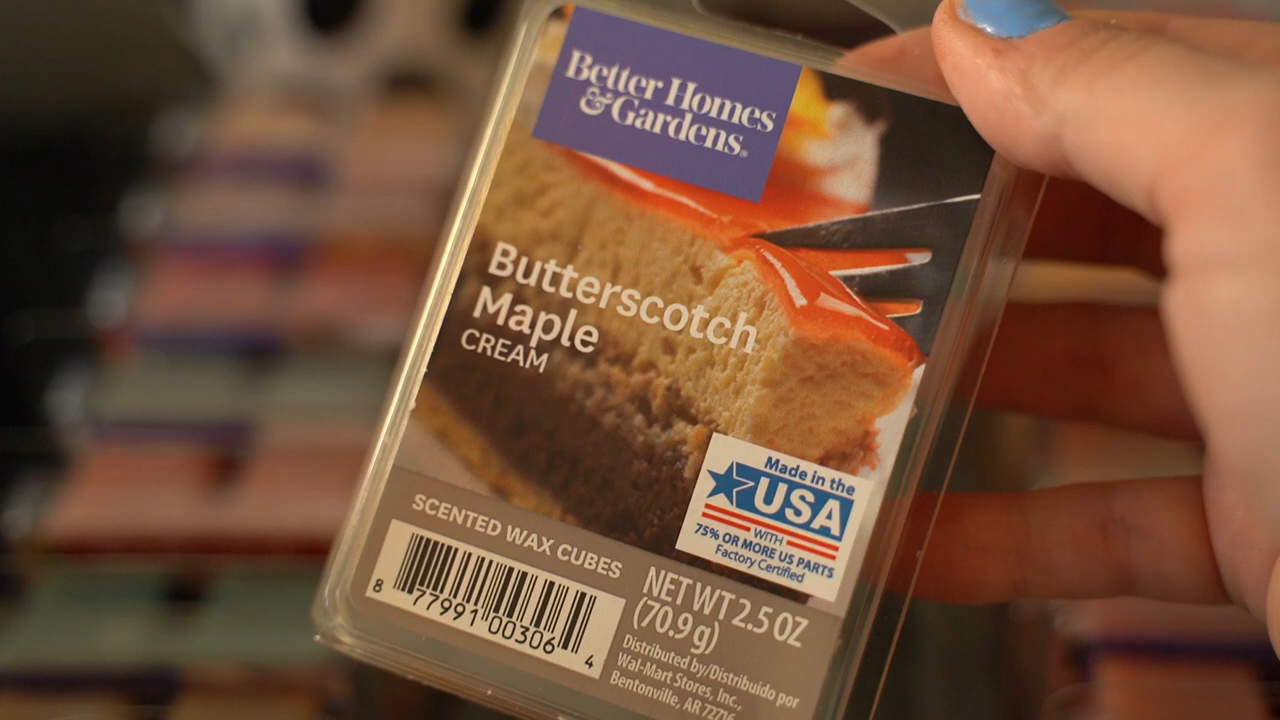 Better Homes
& Gardens®
Butterscotch
Maple
CREAM
Made in the
USA
WITH
75% OR MORE US PARTS
Factory Certified
SCENTED WAX CUBES
8 77991 00306 4
NET WT 2.5 OZ
(70.9 g)
Distributed by/Distribuido por
Wal-Mart Stores, Inc.,
Bentonville, AR 72716